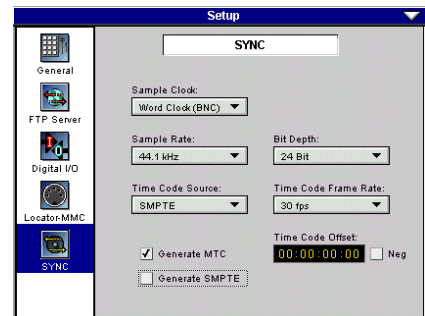 Setup
SYNC
General
FTP Server
Digital I/O
Locator-MMC
SYNC
Sample Clock:
Word Clock (BNC)
Sample Rate:
44.1 kHz
Bit Depth:
24 Bit
Time Code Source:
SMPTE
Time Code Frame Rate:
30 fps
Generate MTC
Generate SMPTE
Time Code Offset:
00:00:00:00
Neg